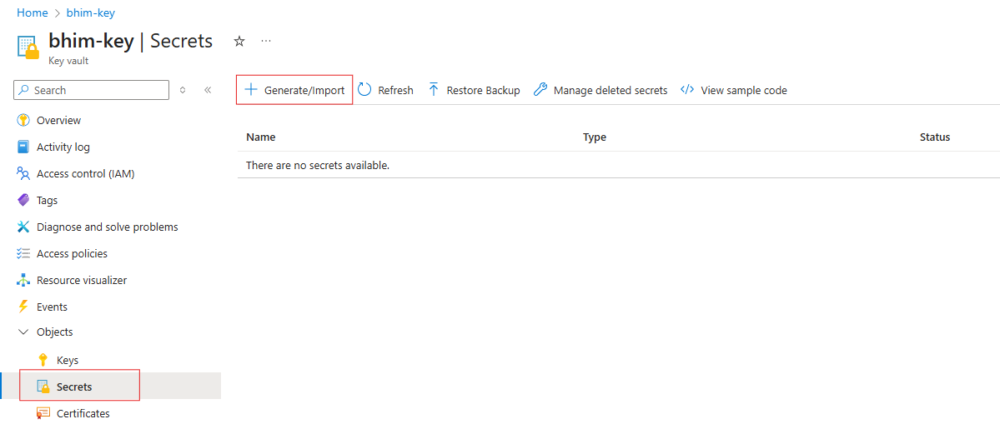 Home > bhim-key
bhim-key | Secrets ☆ ...
Key vault
Search
Generate/Import Refresh Restore Backup Manage deleted secrets View sample code
Name Type Status
There are no secrets available.
Overview
Activity log
Access control (IAM)
Tags
Diagnose and solve problems
Access policies
Resource visualizer
Events
Objects
Keys
Secrets
Certificates